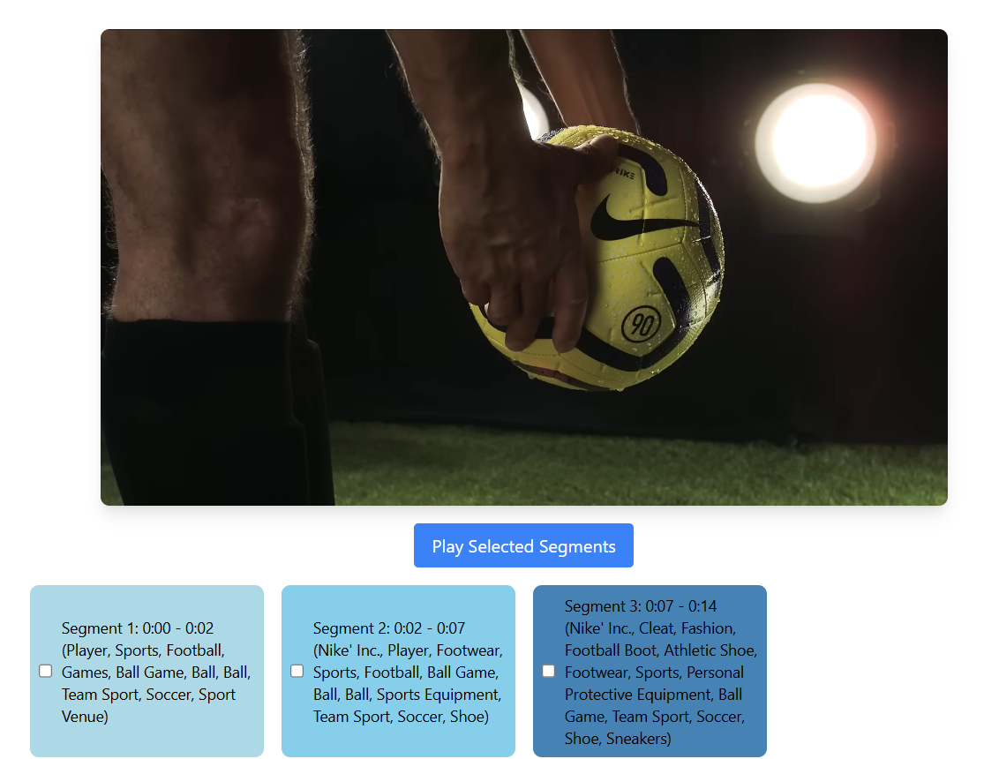 90
Play Selected Segments
Segment 1: 0:00 - 0:02
(Player, Sports, Football,
Games, Ball Game, Ball, Ball,
Team Sport, Soccer, Sport
Venue)
Segment 2: 0:02 - 0:07
(Nike' Inc., Player, Footwear,
Sports, Football, Ball Game,
Ball, Ball, Sports Equipment,
Team Sport, Soccer, Shoe)
Segment 3: 0:07 - 0:14
(Nike' Inc., Cleat, Fashion,
Football Boot, Athletic Shoe,
Footwear, Sports, Personal
Protective Equipment, Ball
Game, Team Sport, Soccer,
Shoe, Sneakers)